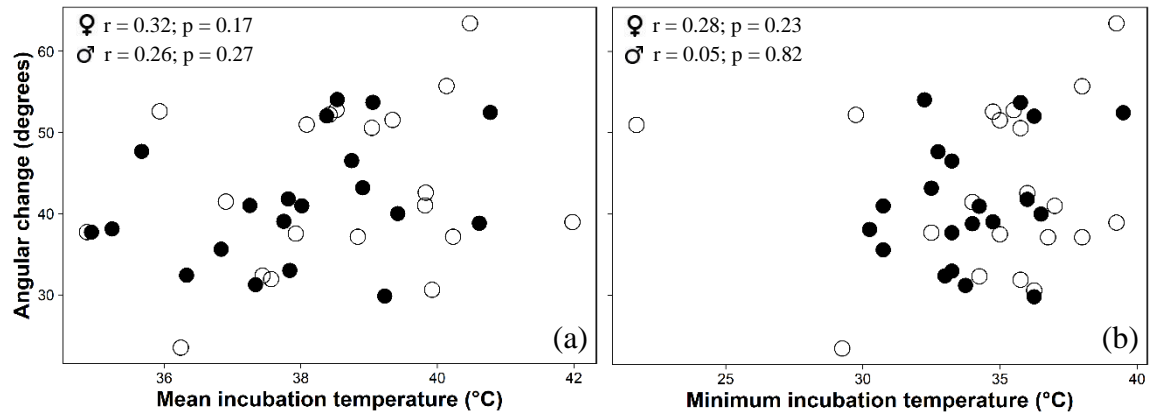 ♀ r = 0.32; p = 0.17
♂ r = 0.26; p = 0.27
60
50
40
30
Angular change (degrees)
(a)
36 38 40 42
Mean incubation temperature (°C)
♀ r = 0.28; p = 0.23
♂ r = 0.05; p = 0.82
(b)
25 30 35 40
Minimum incubation temperature (°C)